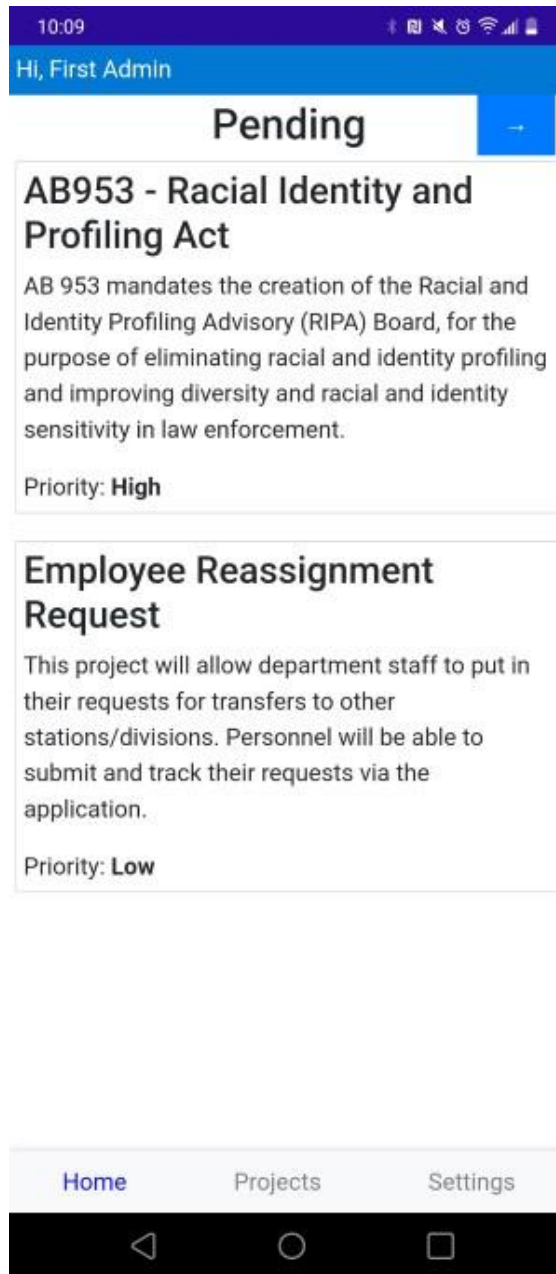 10:09
Hi, First Admin
Pending
→
AB953 - Racial Identity and
Profiling Act
AB 953 mandates the creation of the Racial and
Identity Profiling Advisory (RIPA) Board, for the
purpose of eliminating racial and identity profiling
and improving diversity and racial and identity
sensitivity in law enforcement.
Priority: High
Employee Reassignment
Request
This project will allow department staff to put in
their requests for transfers to other
stations/divisions. Personnel will be able to
submit and track their requests via the
application.
Priority: Low
Home Projects Settings